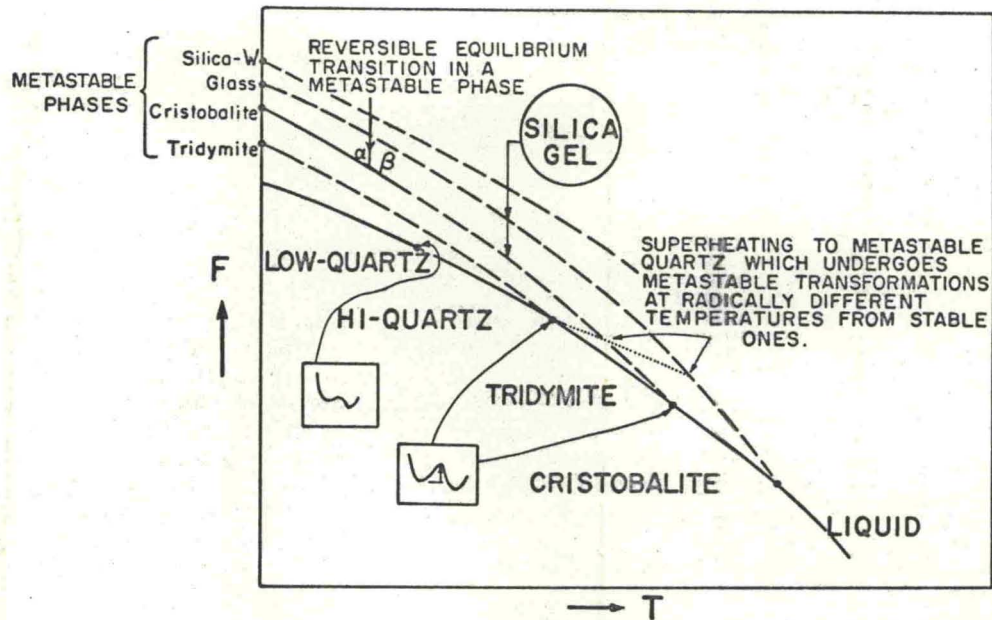 METASTABLE
PHASES
Silica-W
Glass
Cristobalite
Tridymite
REVERSIBLE EQUILIBRIUM
TRANSITION IN A
METASTABLE PHASE
α
β
SILICA
GEL
SUPERHEATING TO METASTABLE
QUARTZ WHICH UNDERGOES
METASTABLE TRANSFORMATIONS
AT RADICALLY DIFFERENT
TEMPERATURES FROM STABLE
ONES.
F
LOW-QUARTZ
HI-QUARTZ
TRIDYMITE
CRISTOBALITE
LIQUID
T